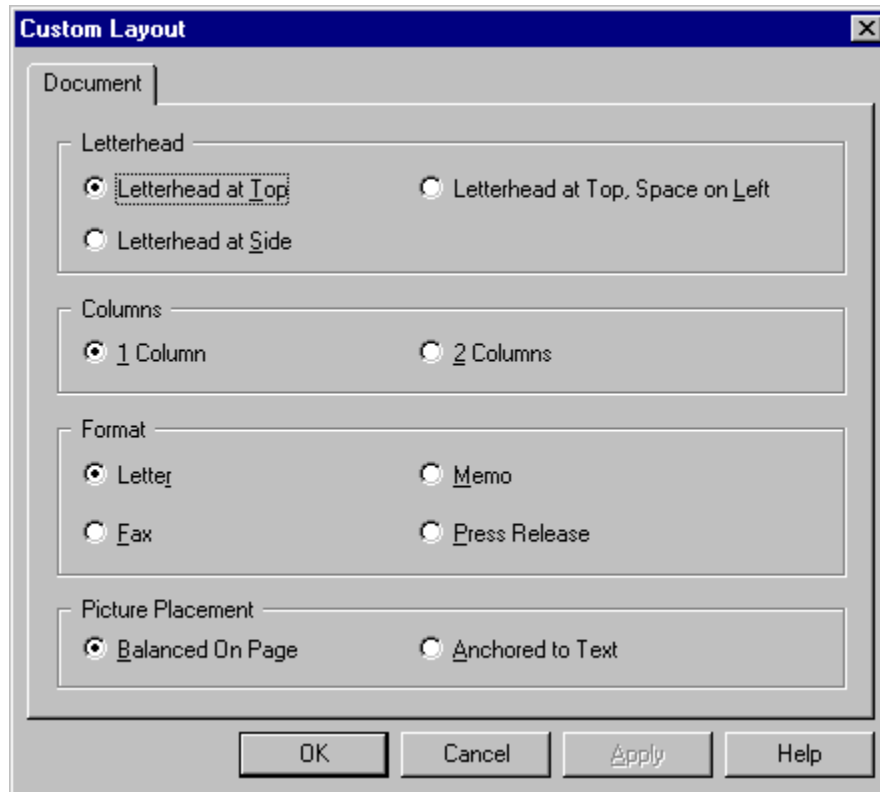 Custom Layout
Document
Letterhead
Letterhead at Top Letterhead at Top, Space on Left
Letterhead at Side
Columns
1 Column 2 Columns
Format
Letter Memo
Fax Press Release
Picture Placement
Balanced On Page Anchored to Text
OK Cancel Apply Help